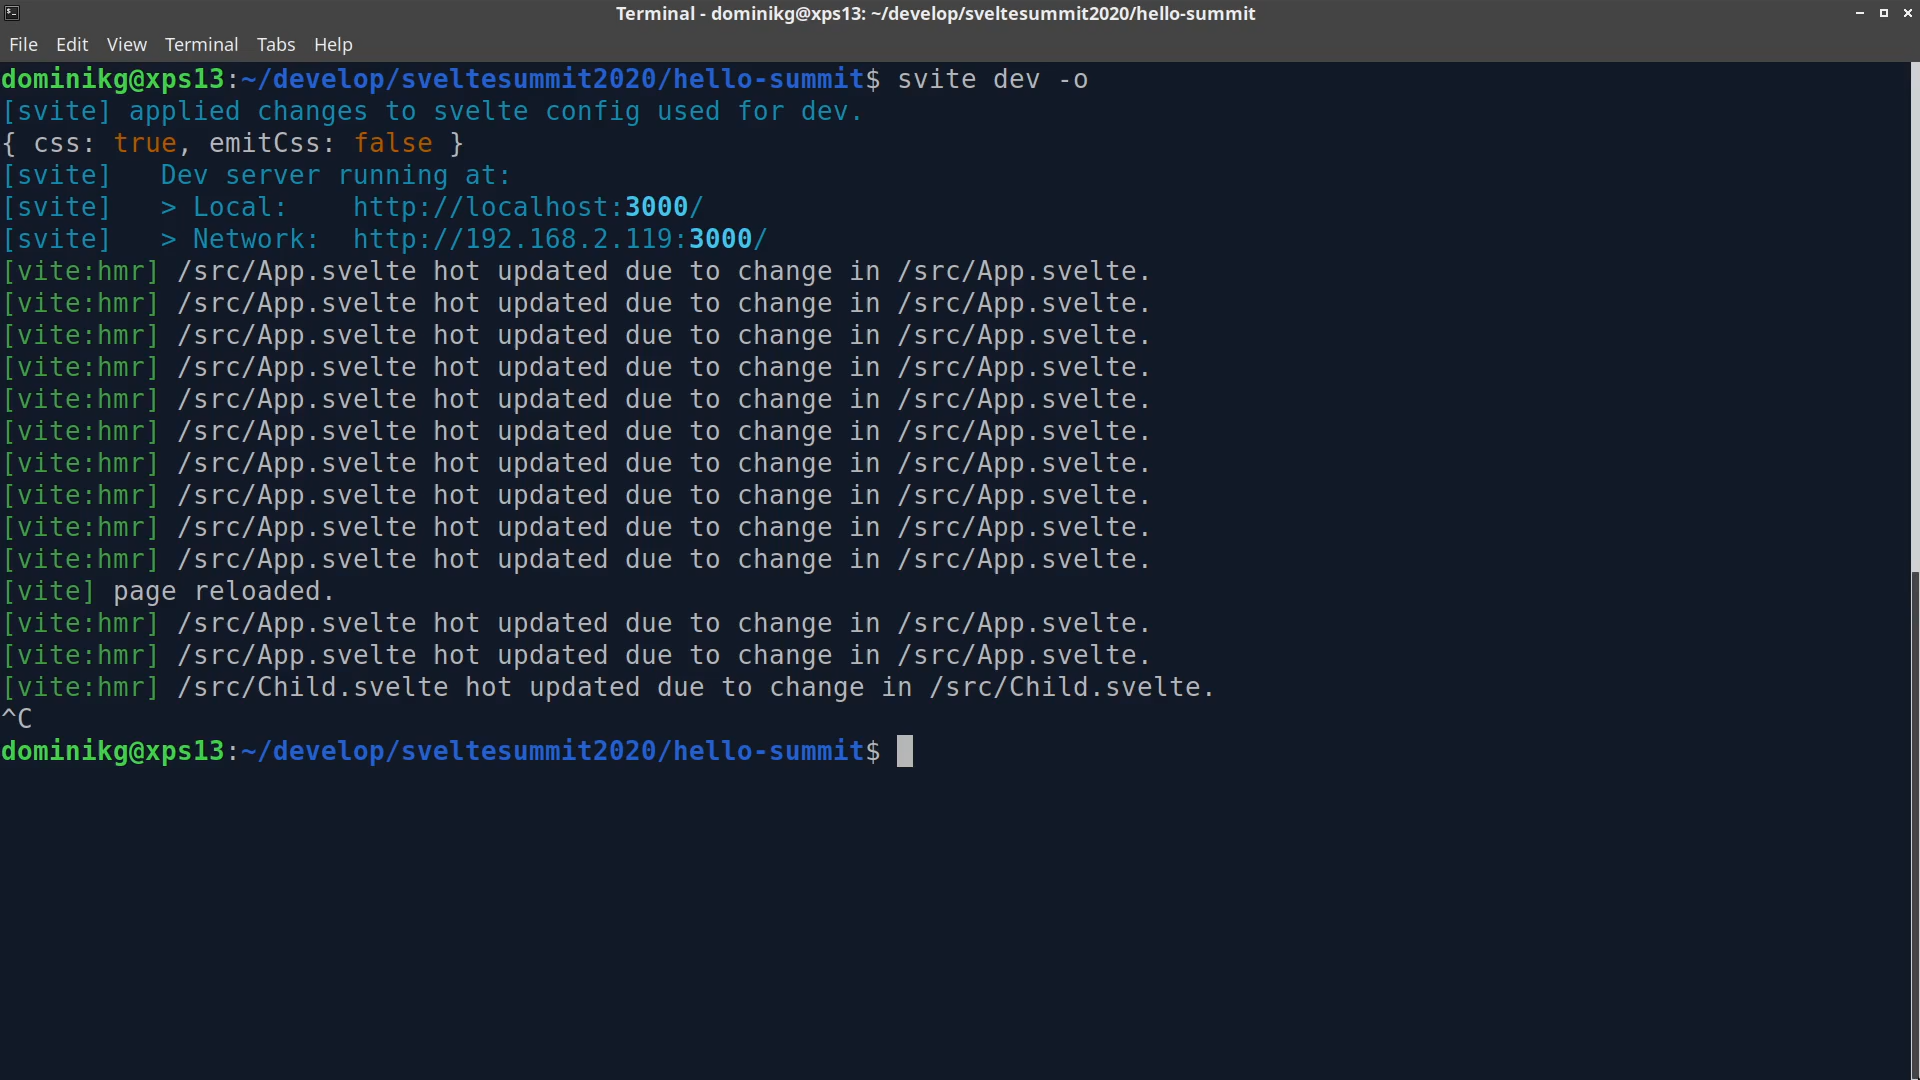 Terminal - dominikg@xps13: ~/develop/sveltesummit2020/hello-summit
File Edit View Terminal Tabs Help
dominikg@xps13:~/develop/sveltesummit2020/hello-summit$ svite dev -o
[svite] applied changes to svelte config used for dev.
{ css: true, emitCss: false }
[svite]   Dev server running at:
[svite]   > Local:    http://localhost:3000/
[svite]   > Network:  http://192.168.2.119:3000/
[vite:hmr] /src/App.svelte hot updated due to change in /src/App.svelte.
[vite:hmr] /src/App.svelte hot updated due to change in /src/App.svelte.
[vite:hmr] /src/App.svelte hot updated due to change in /src/App.svelte.
[vite:hmr] /src/App.svelte hot updated due to change in /src/App.svelte.
[vite:hmr] /src/App.svelte hot updated due to change in /src/App.svelte.
[vite:hmr] /src/App.svelte hot updated due to change in /src/App.svelte.
[vite:hmr] /src/App.svelte hot updated due to change in /src/App.svelte.
[vite:hmr] /src/App.svelte hot updated due to change in /src/App.svelte.
[vite:hmr] /src/App.svelte hot updated due to change in /src/App.svelte.
[vite:hmr] /src/App.svelte hot updated due to change in /src/App.svelte.
[vite] page reloaded.
[vite:hmr] /src/App.svelte hot updated due to change in /src/App.svelte.
[vite:hmr] /src/App.svelte hot updated due to change in /src/App.svelte.
[vite:hmr] /src/Child.svelte hot updated due to change in /src/Child.svelte.
^C
dominikg@xps13:~/develop/sveltesummit2020/hello-summit$